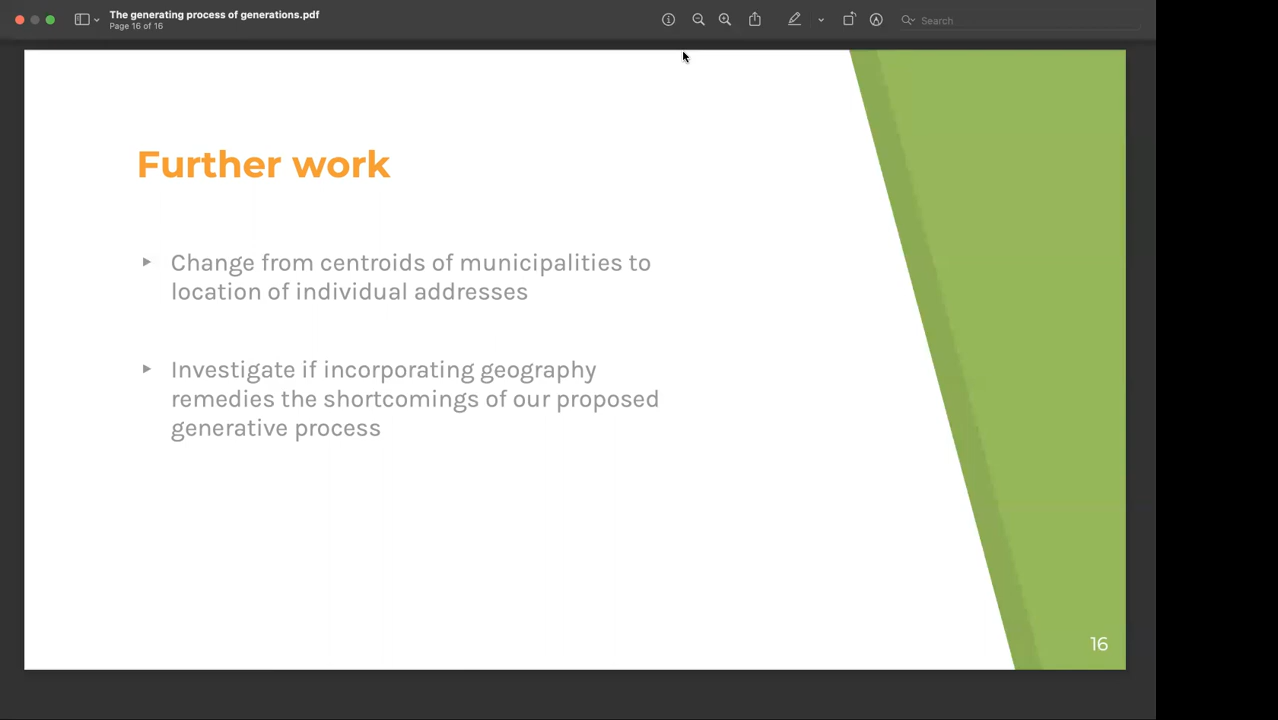 The generating process of generations.pdf
Page 16 of 16
Search
Further work
Change from centroids of municipalities to
location of individual addresses
Investigate if incorporating geography
remedies the shortcomings of our proposed
generative process
16